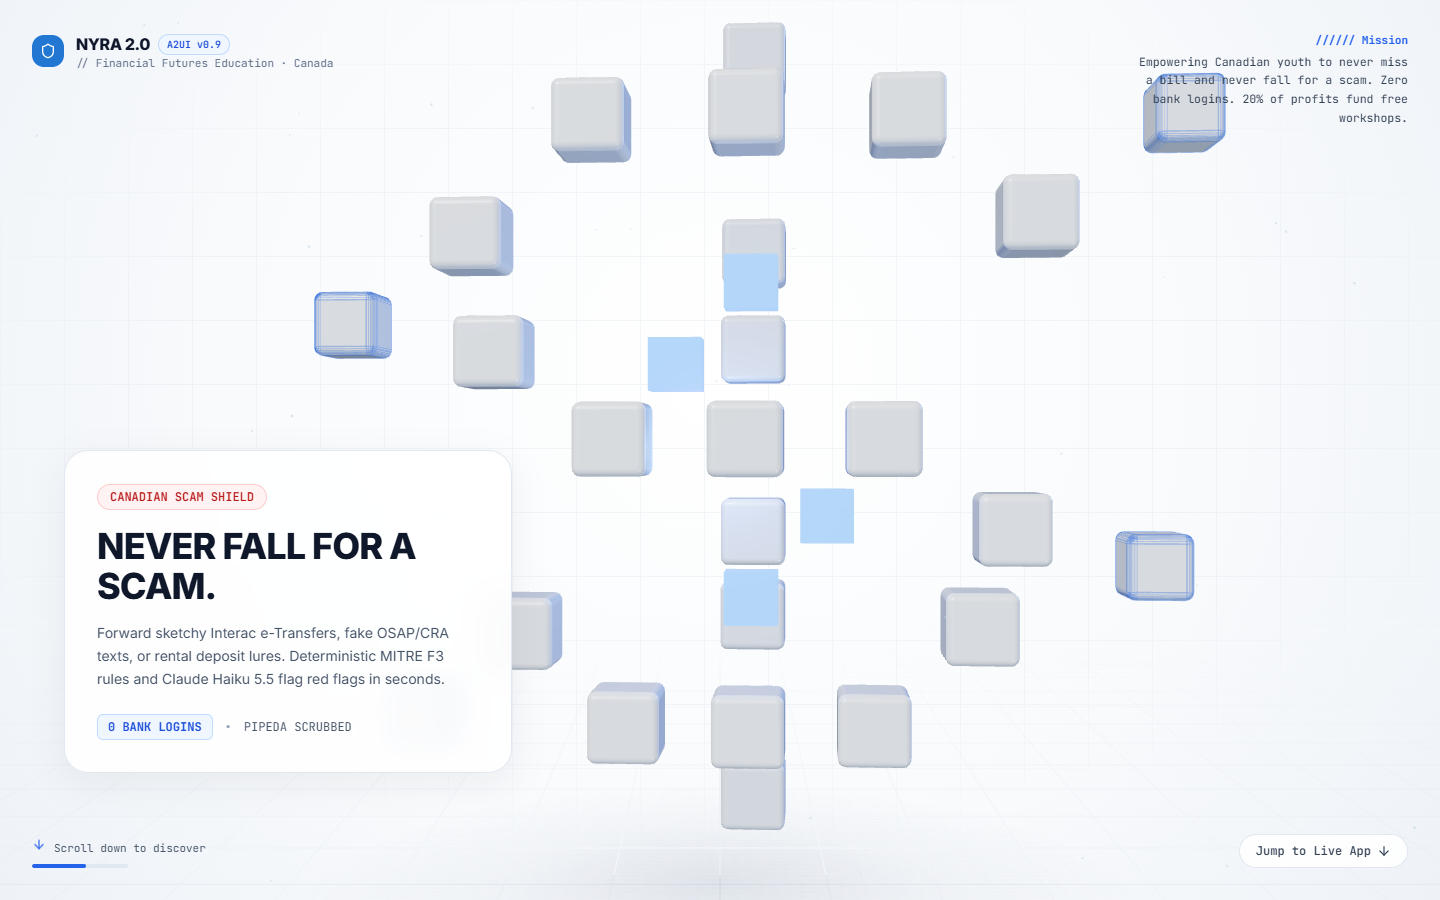 NYRA 2.0
A2UI v0.9
// Financial Futures Education · Canada
////// Mission
Empowering Canadian youth to never miss
a bill and never fall for a scam. Zero
bank logins. 20% of profits fund free
workshops.
CANADIAN SCAM SHIELD
NEVER FALL FOR A
SCAM.
Forward sketchy Interac e-Transfers, fake OSAP/CRA
texts, or rental deposit lures. Deterministic MITRE F3
rules and Claude Haiku 5.5 flag red flags in seconds.
0 BANK LOGINS • PIPEDA SCRUBBED
Scroll down to discover
Jump to Live App